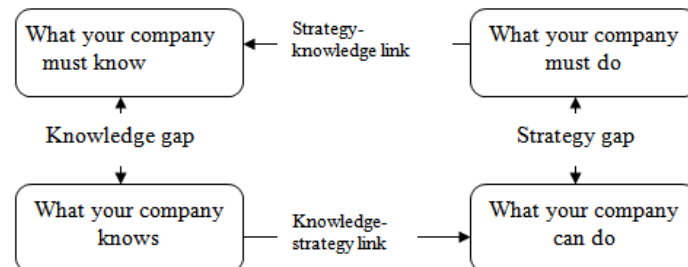 What your company
must know
Strategy-
knowledge link
What your company
must do
Knowledge gap
Strategy gap
What your company
knows
Knowledge-
strategy link
What your company
can do